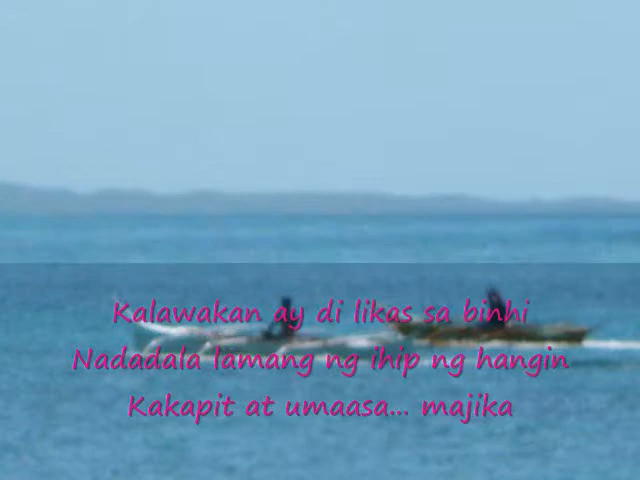 Kalawakan ay di likas sa binhi
Nadadala lamang ng ihip ng hangin
Kakapit at umaasa... majika